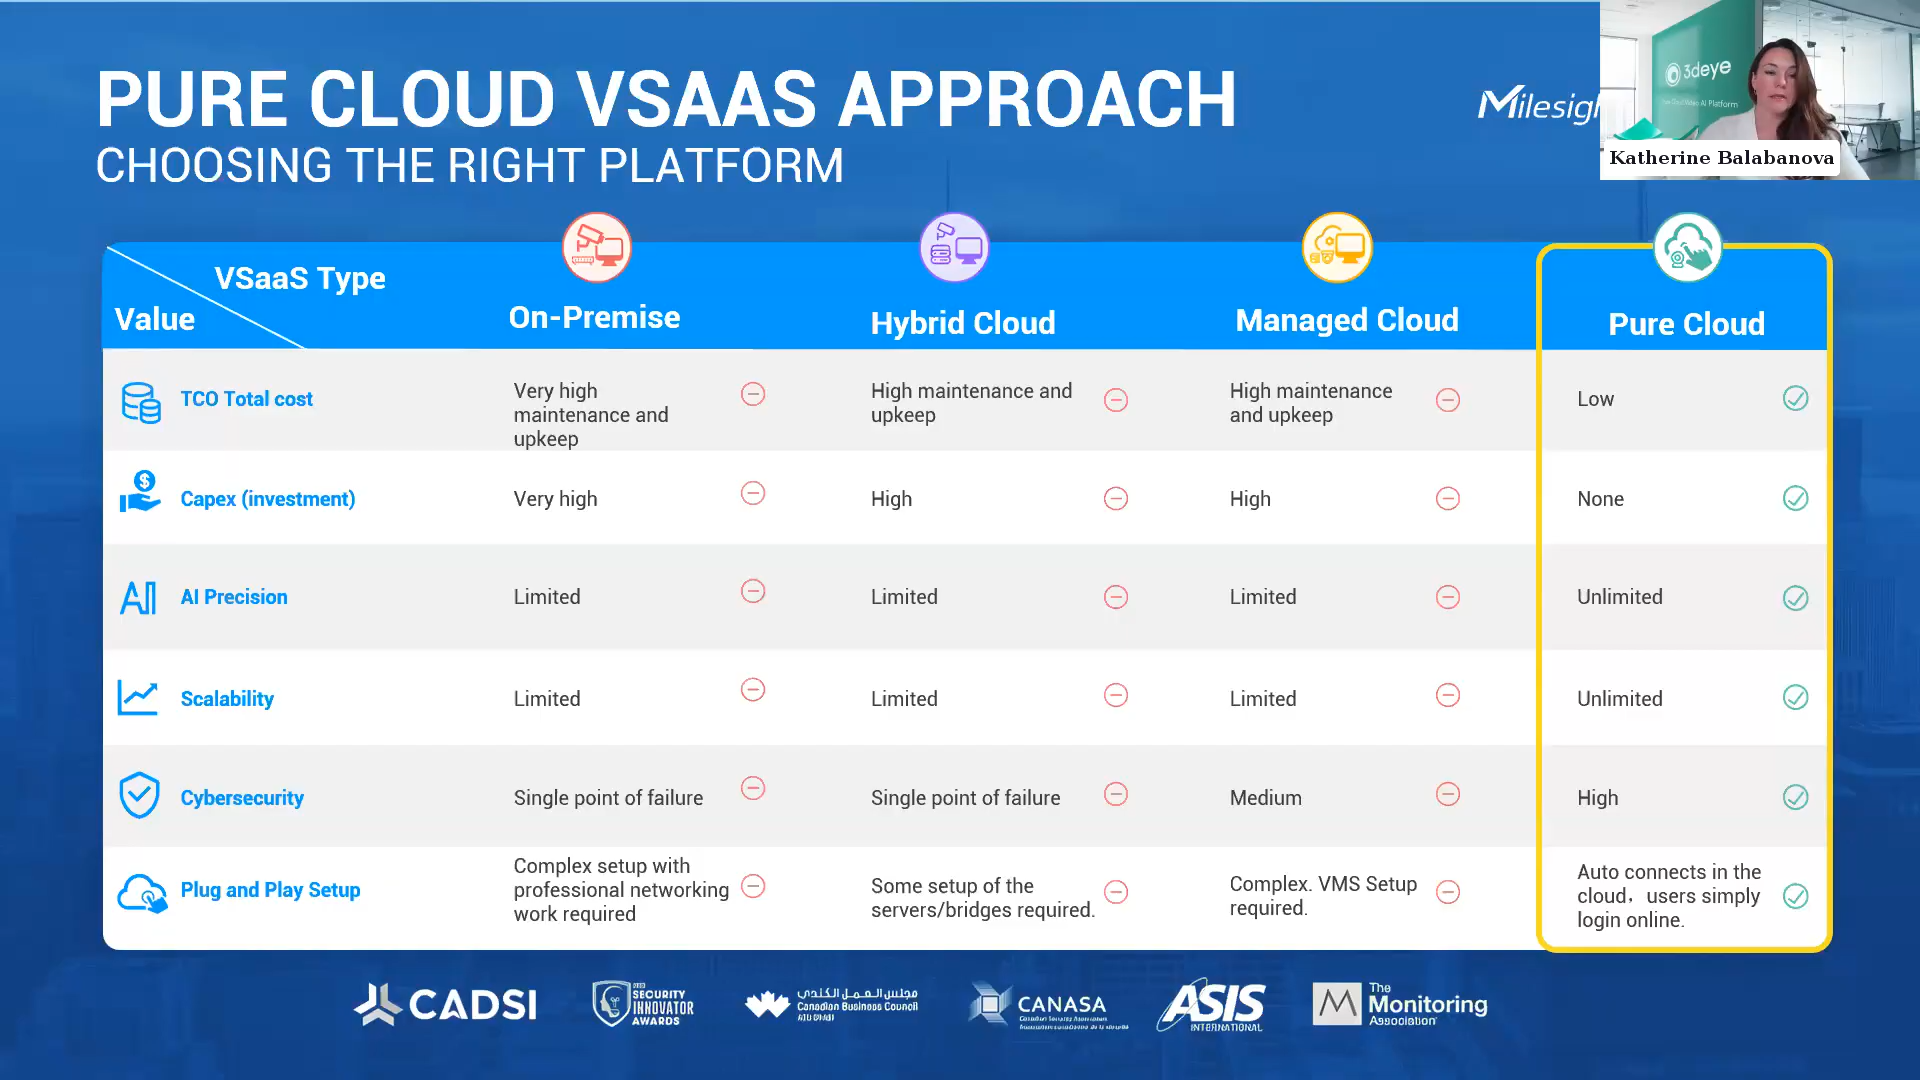 PURE CLOUD VSAAS APPROACH
CHOOSING THE RIGHT PLATFORM
Milesigh
3deye
Katherine Balabanova
VSaaS Type
Value
On-Premise
Hybrid Cloud
Managed Cloud
Pure Cloud
TCO Total cost
Very high
maintenance and
upkeep
High maintenance and
upkeep
High maintenance
and upkeep
Low
Capex (investment)
Very high
High
High
None
AI Precision
Limited
Limited
Limited
Unlimited
Scalability
Limited
Limited
Limited
Unlimited
Cybersecurity
Single point of failure
Single point of failure
Medium
High
Plug and Play Setup
Complex setup with
professional networking
work required
Some setup of the
servers/bridges required.
Complex. VMS Setup
required.
Auto connects in the
cloud，users simply
login online.
CADSI
SECURITY
INNOVATOR
AWARDS
مجلس العمل الكندي
Canadian Business Council
ABU DHABI
CANASA
Canadian Security Association
ASIS
INTERNATIONAL
The
Monitoring
Association